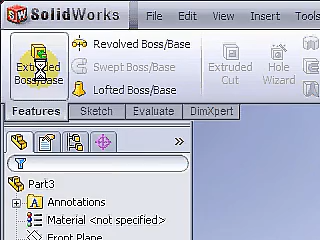 SW SolidWorks File Edit View Insert Tools
Extruded Boss/Base
Revolved Boss/Base
Swept Boss/Base
Lofted Boss/Base
Extruded Cut
Hole Wizard
Features Sketch Evaluate DimXpert
Part3
Annotations
Material <not specified>
Front Plane